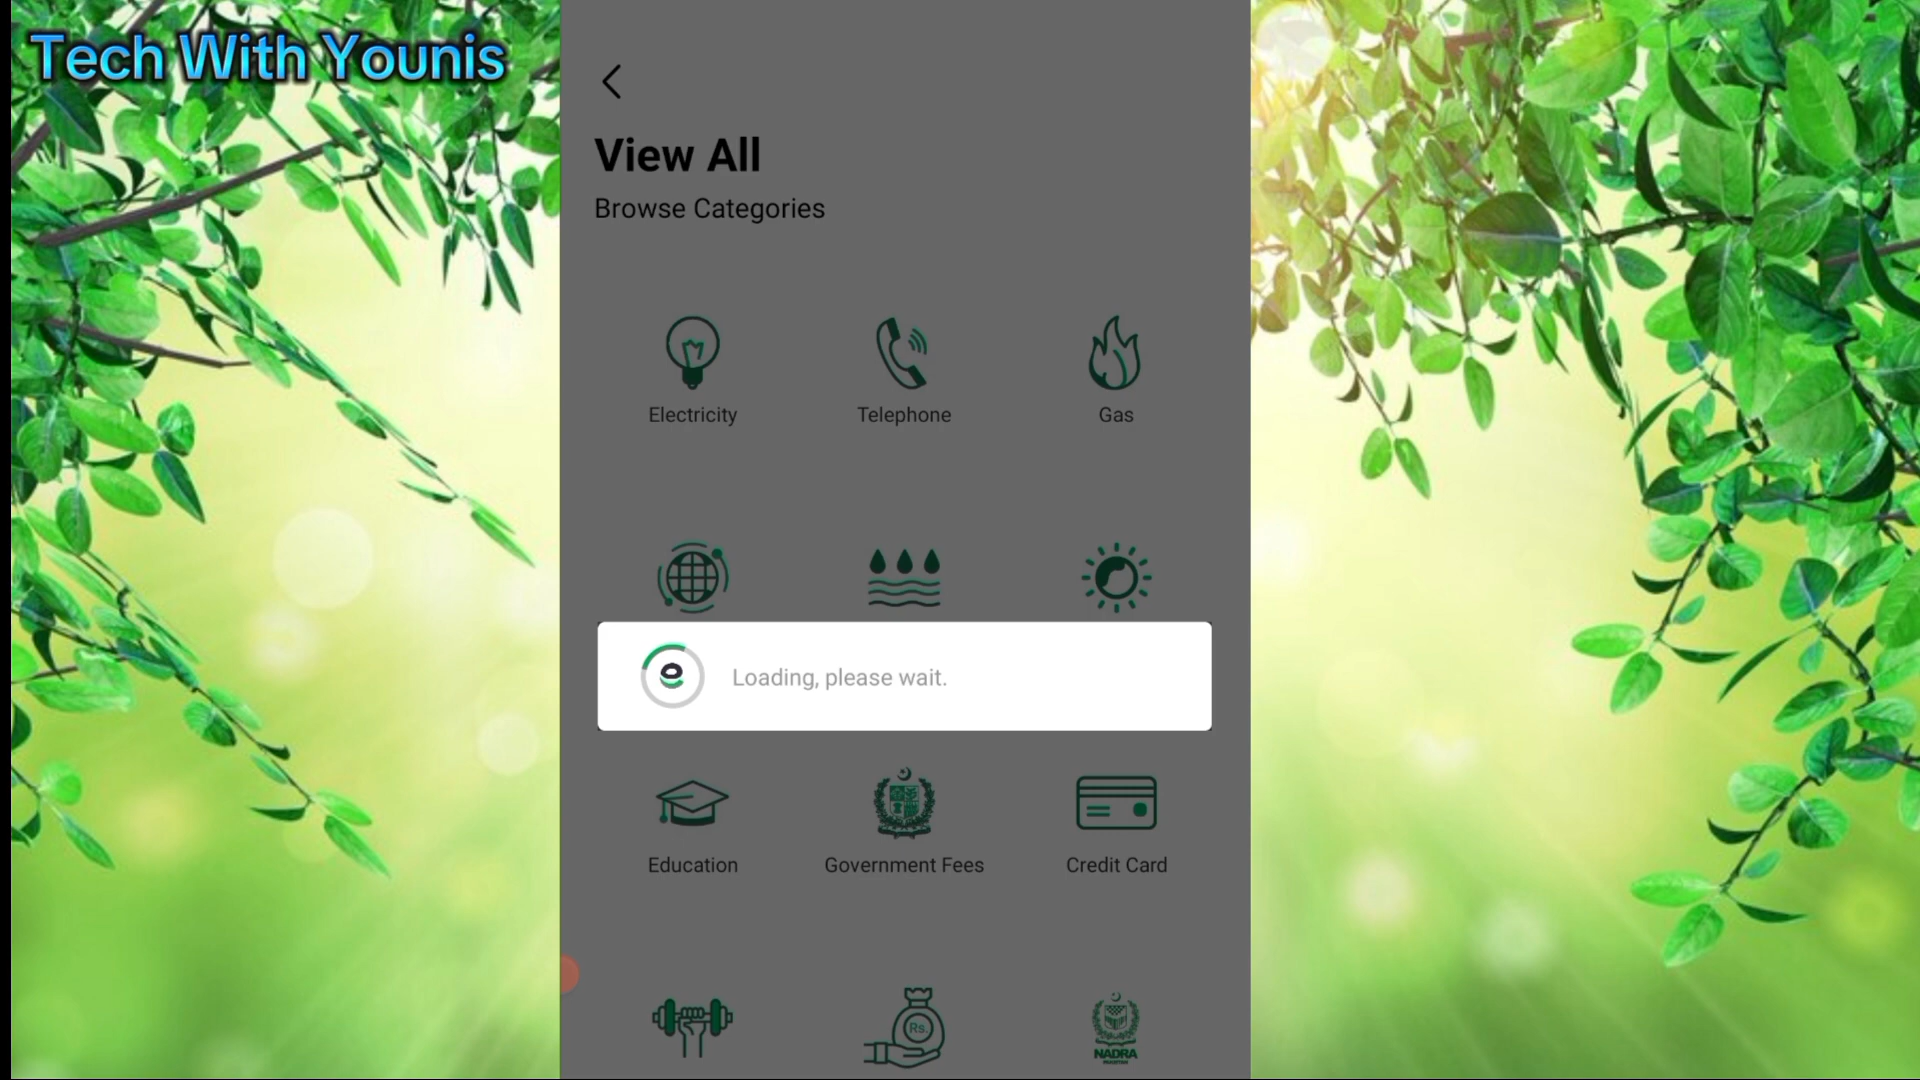 Tech With Younis
View All
Browse Categories
Electricity
Telephone
Gas
Loading, please wait.
Education
Government Fees
Credit Card
Rs.
NADRA